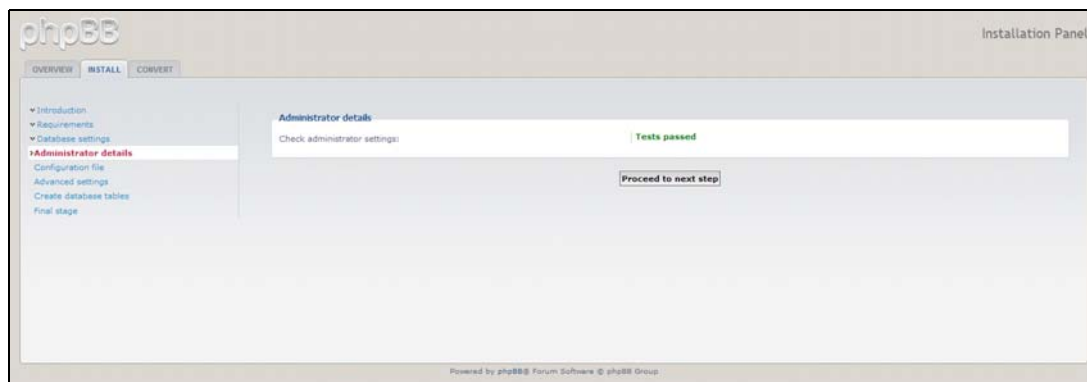 phpBB
Installation Panel
OVERVIEW INSTALL CONVERT
Introduction
Requirements
Database settings
Administrator details
Configuration file
Advanced settings
Create database tables
Final stage
Administrator details
Check administrator settings: Tests passed
Proceed to next step
Powered by phpBB® Forum Software © phpBB Group